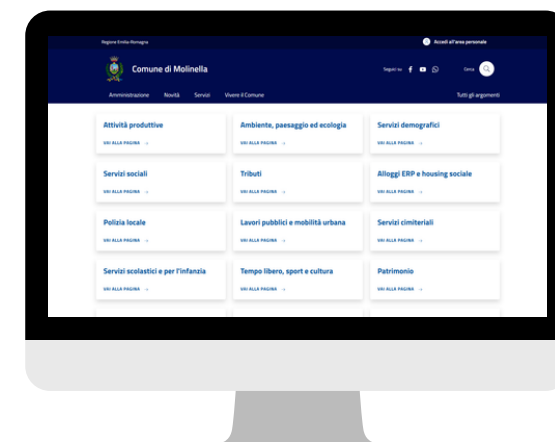 Regione Emilia-Romagna
Accedi all'area personale
Comune di Molinella
Seguici su
Cerca
Amministrazione Novità Servizi Vivere il Comune Tutti gli argomenti
Attività produttive Ambiente, paesaggio ed ecologia Servizi demografici
VAI ALLA PAGINA → VAI ALLA PAGINA → VAI ALLA PAGINA →
Servizi sociali Tributi Alloggi ERP e housing sociale
VAI ALLA PAGINA → VAI ALLA PAGINA → VAI ALLA PAGINA →
Polizia locale Lavori pubblici e mobilità urbana Servizi cimiteriali
VAI ALLA PAGINA → VAI ALLA PAGINA → VAI ALLA PAGINA →
Servizi scolastici e per l'infanzia Tempo libero, sport e cultura Patrimonio
VAI ALLA PAGINA → VAI ALLA PAGINA → VAI ALLA PAGINA →